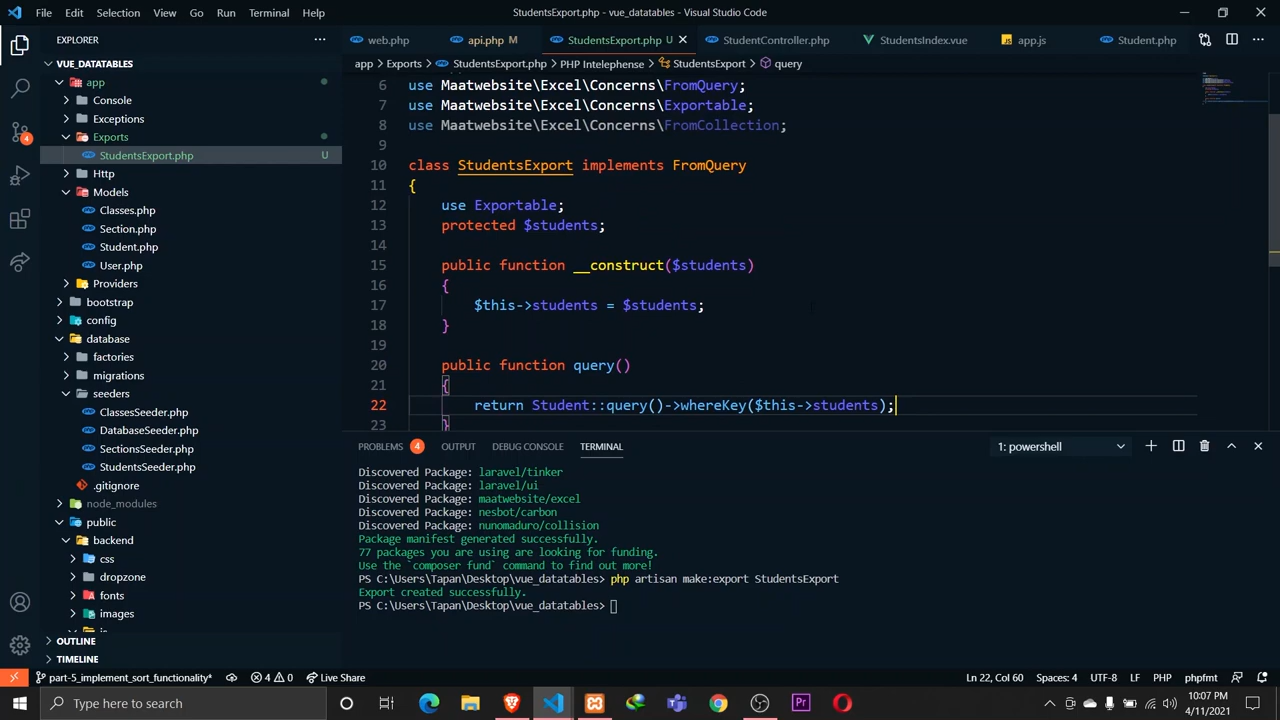 File Edit Selection View Go Run Terminal Help
StudentsExport.php - vue_datatables - Visual Studio Code
EXPLORER
VUE_DATATABLES
app
Console
Exceptions
Exports
StudentsExport.php U
Http
Models
Classes.php
Section.php
Student.php
User.php
Providers
bootstrap
config
database
factories
migrations
seeders
ClassesSeeder.php
DatabaseSeeder.php
SectionsSeeder.php
StudentsSeeder.php
.gitignore
node_modules
public
backend
css
dropzone
fonts
images
OUTLINE
TIMELINE
4
web.php api.php M StudentsExport.php U StudentController.php StudentsIndex.vue app.js Student.php
app > Exports > StudentsExport.php > PHP Intelephense > StudentsExport > query
6 use Maatwebsite\Excel\Concerns\FromQuery;
7 use Maatwebsite\Excel\Concerns\Exportable;
8 use Maatwebsite\Excel\Concerns\FromCollection;
9
10 class StudentsExport implements FromQuery
11 {
12 use Exportable;
13 protected $students;
14
15 public function __construct($students)
16 {
17 $this->students = $students;
18 }
19
20 public function query()
21 {
22 return Student::query()->whereKey($this->students);
23 }
PROBLEMS 4 OUTPUT DEBUG CONSOLE TERMINAL 1: powershell
Discovered Package: laravel/tinker
Discovered Package: laravel/ui
Discovered Package: maatwebsite/excel
Discovered Package: nesbot/carbon
Discovered Package: nunomaduro/collision
Package manifest generated successfully.
77 packages you are using are looking for funding.
Use the `composer fund` command to find out more!
PS C:\Users\Tapan\Desktop\vue_datatables> php artisan make:export StudentsExport
Export created successfully.
PS C:\Users\Tapan\Desktop\vue_datatables>
part-5_implement_sort_functionality* 4 0 Live Share Ln 22, Col 60 Spaces: 4 UTF-8 LF PHP phpfmt
Type here to search
10:07 PM
4/11/2021